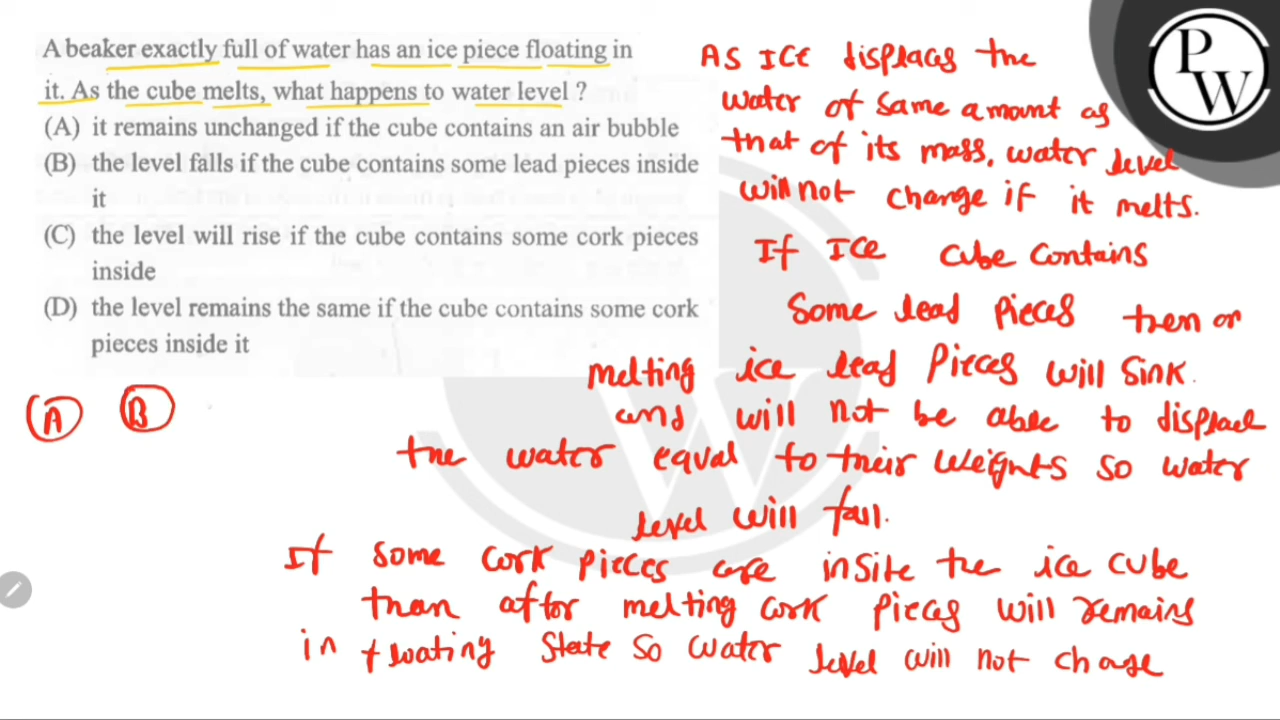 A beaker exactly full of water has an ice piece floating in
it. As the cube melts, what happens to water level ?
(A) it remains unchanged if the cube contains an air bubble
(B) the level falls if the cube contains some lead pieces inside
it
(C) the level will rise if the cube contains some cork pieces
inside
(D) the level remains the same if the cube contains some cork
pieces inside it
(A) (B)
As ICE displaces the
water of same amount as
that of its mass, water level
will not change if it melts.
If ICE cube contains
some lead pieces then on
melting ice lead pieces will sink.
and will not be able to displace
the water equal to their weights so water
level will fall.
If some cork pieces are insite the ice cube
than after melting cork pieces will remains
in floating state so water level will not change
PW